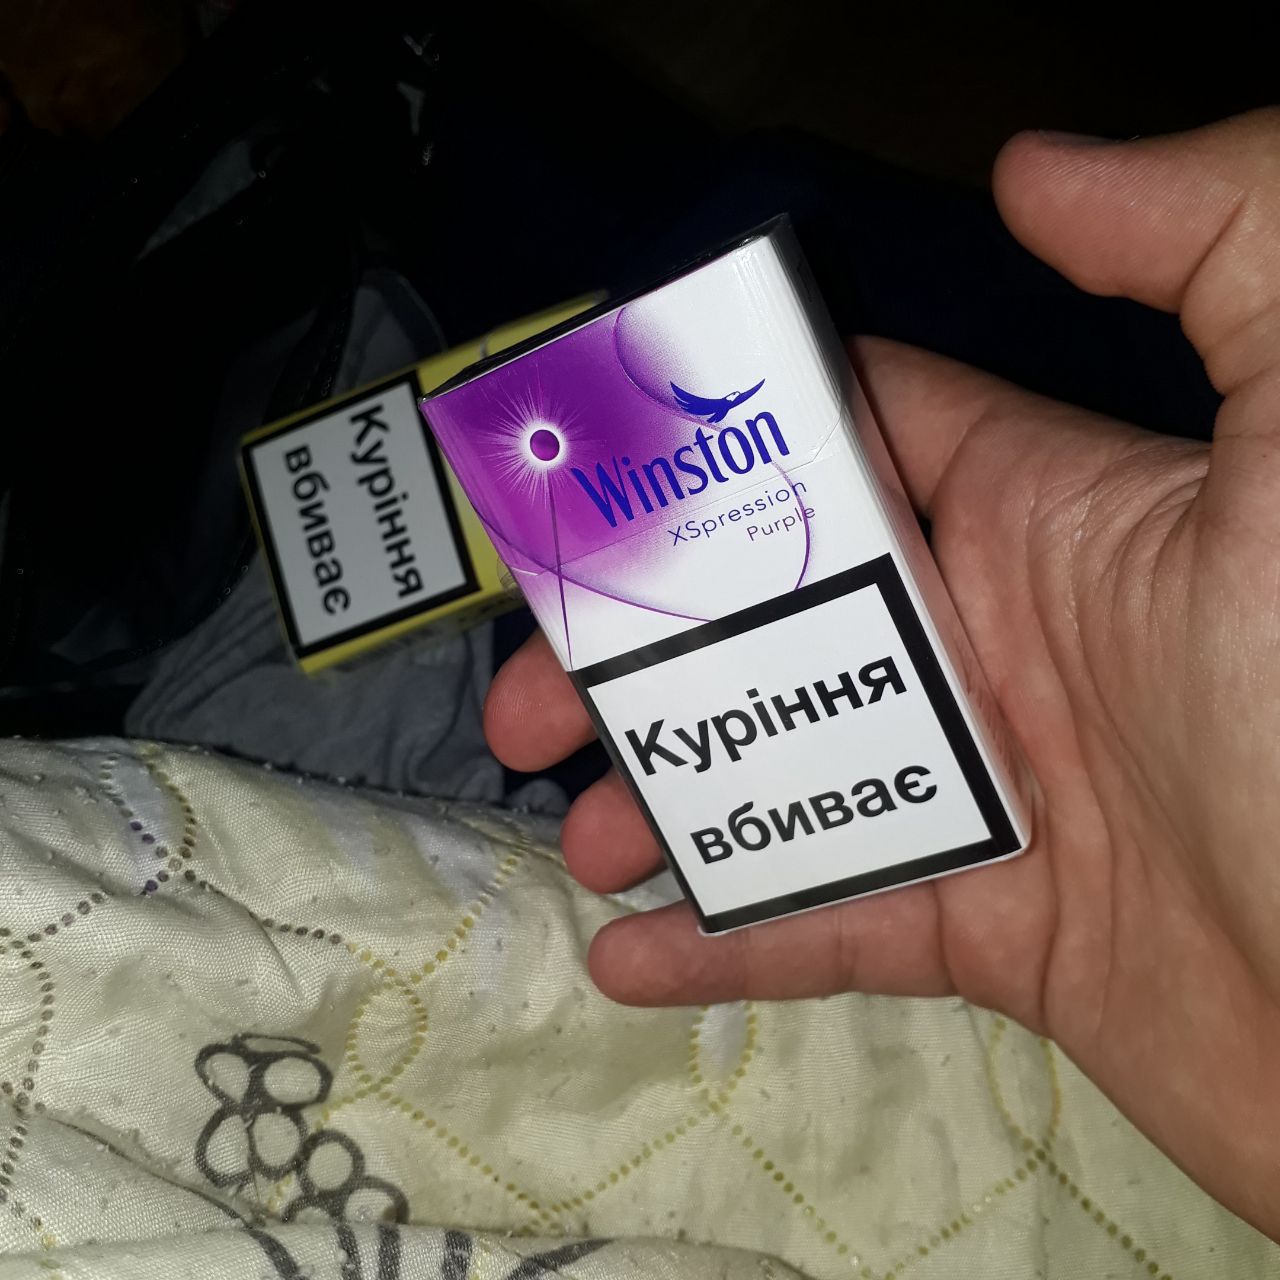 Winston
XSpression
Purple
Куріння
вбиває
Куріння
вбиває